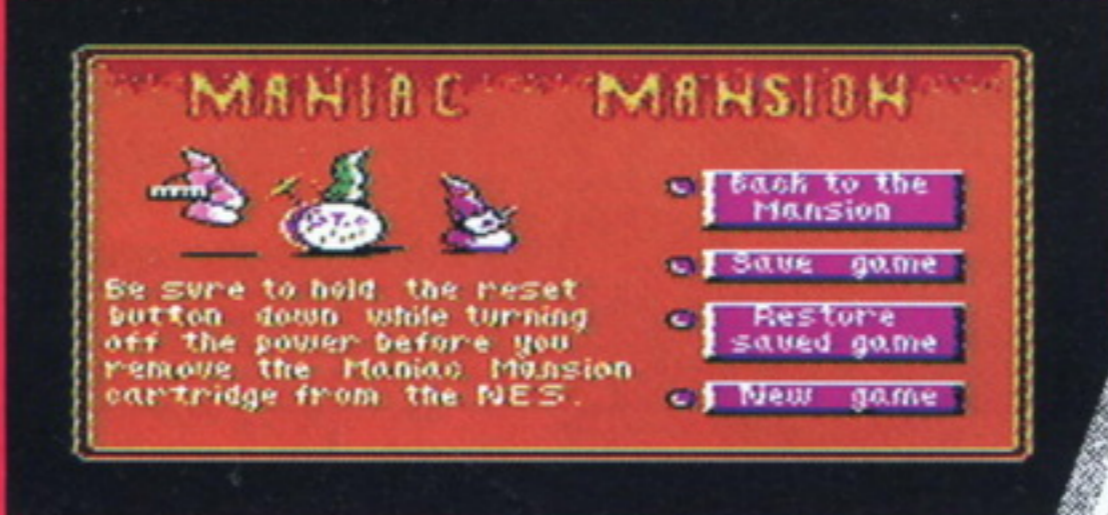 MANIAC MANSION
Be sure to hold the reset
button down while turning
off the power before you
remove the Maniac Mansion
cartridge from the NES.
Back to the
Mansion
Save game
Restore
saved game
New game